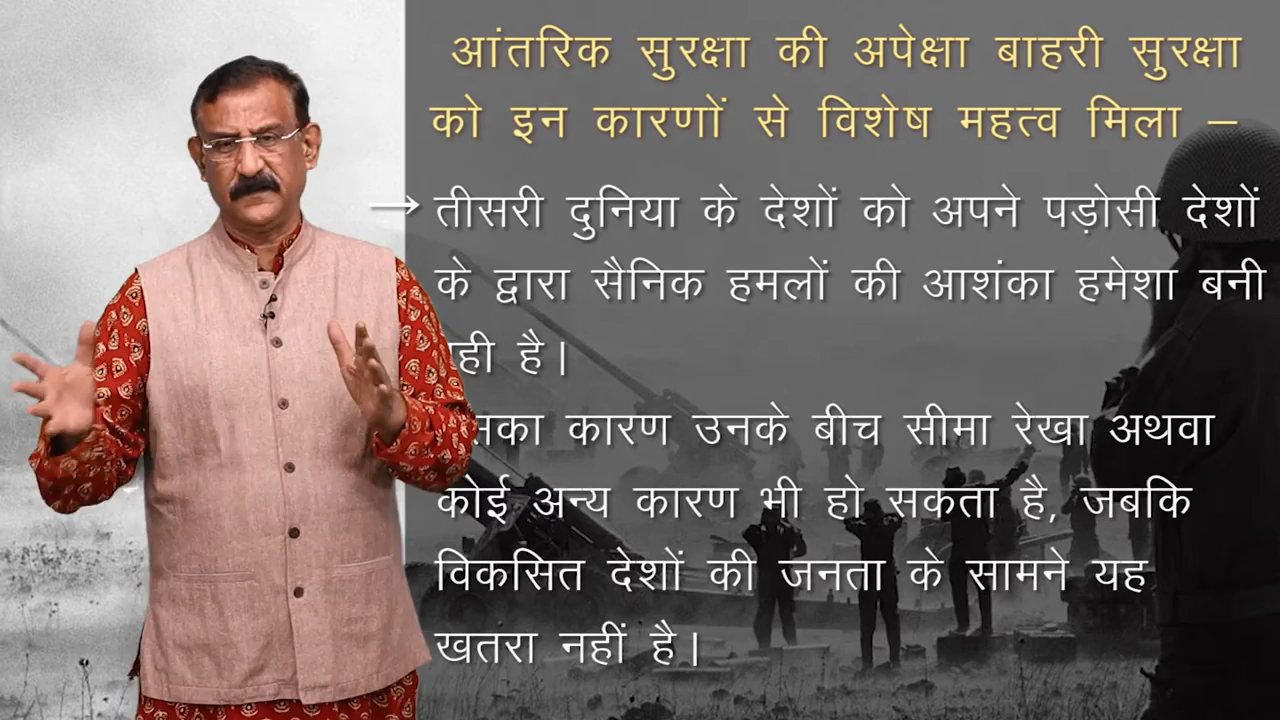 आंतरिक सुरक्षा की अपेक्षा बाहरी सुरक्षा
को इन कारणों से विशेष महत्व मिला –
→ तीसरी दुनिया के देशों को अपने पड़ोसी देशों
के द्वारा सैनिक हमलों की आशंका हमेशा बनी
है।
कारण उनके बीच सीमा रेखा अथवा
कोई अन्य कारण भी हो सकता है, जबकि
विकसित देशों की जनता के सामने यह
खतरा नहीं है।